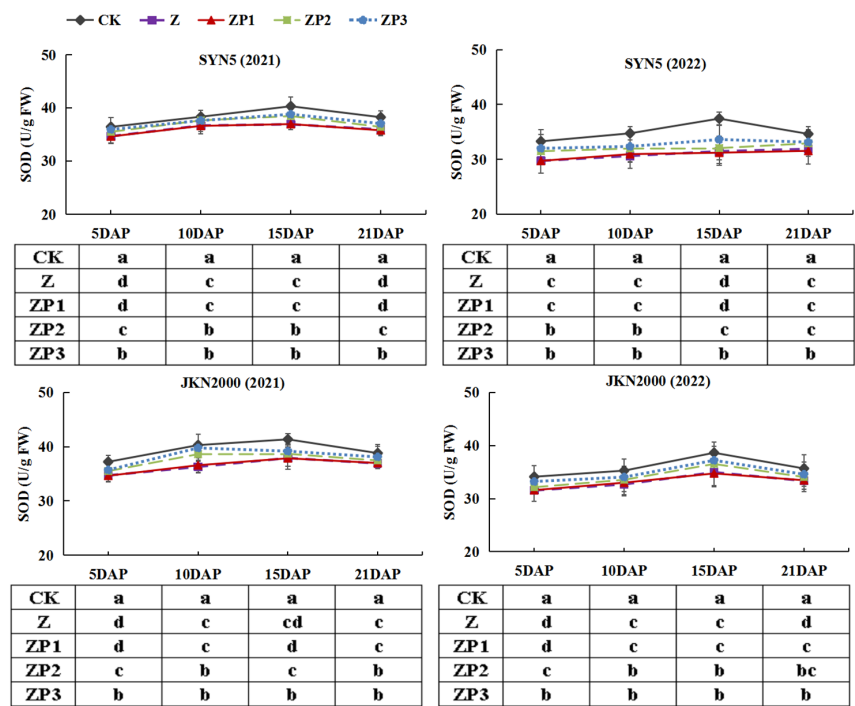 CK Z ZP1 ZP2 ZP3
SYN5 (2021)
SOD (U/g FW)
50
40
30
20
5DAP 10DAP 15DAP 21DAP
CK a a a a
Z d c c d
ZP1 d c c d
ZP2 c b b c
ZP3 b b b b
SYN5 (2022)
SOD (U/g FW)
50
40
30
20
5DAP 10DAP 15DAP 21DAP
CK a a a a
Z c c d c
ZP1 c c d c
ZP2 b b c c
ZP3 b b b b
JKN2000 (2021)
SOD (U/g FW)
50
40
30
20
5DAP 10DAP 15DAP 21DAP
CK a a a a
Z d c cd c
ZP1 d c d c
ZP2 c b c b
ZP3 b b b b
JKN2000 (2022)
SOD (U/g FW)
50
40
30
20
5DAP 10DAP 15DAP 21DAP
CK a a a a
Z d c c d
ZP1 d c c c
ZP2 c b b bc
ZP3 b b b b